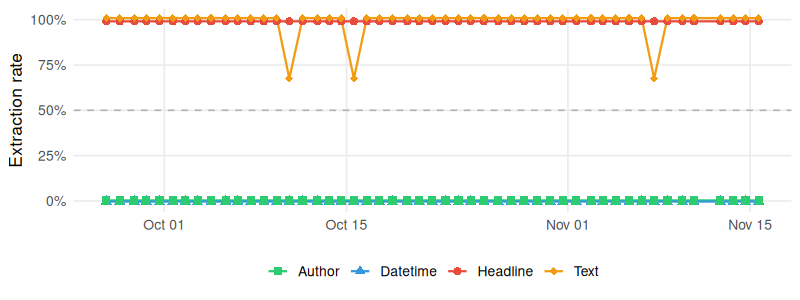 Extraction rate
100%
75%
50%
25%
0%
Oct 01 Oct 15 Nov 01 Nov 15
Author Datetime Headline Text